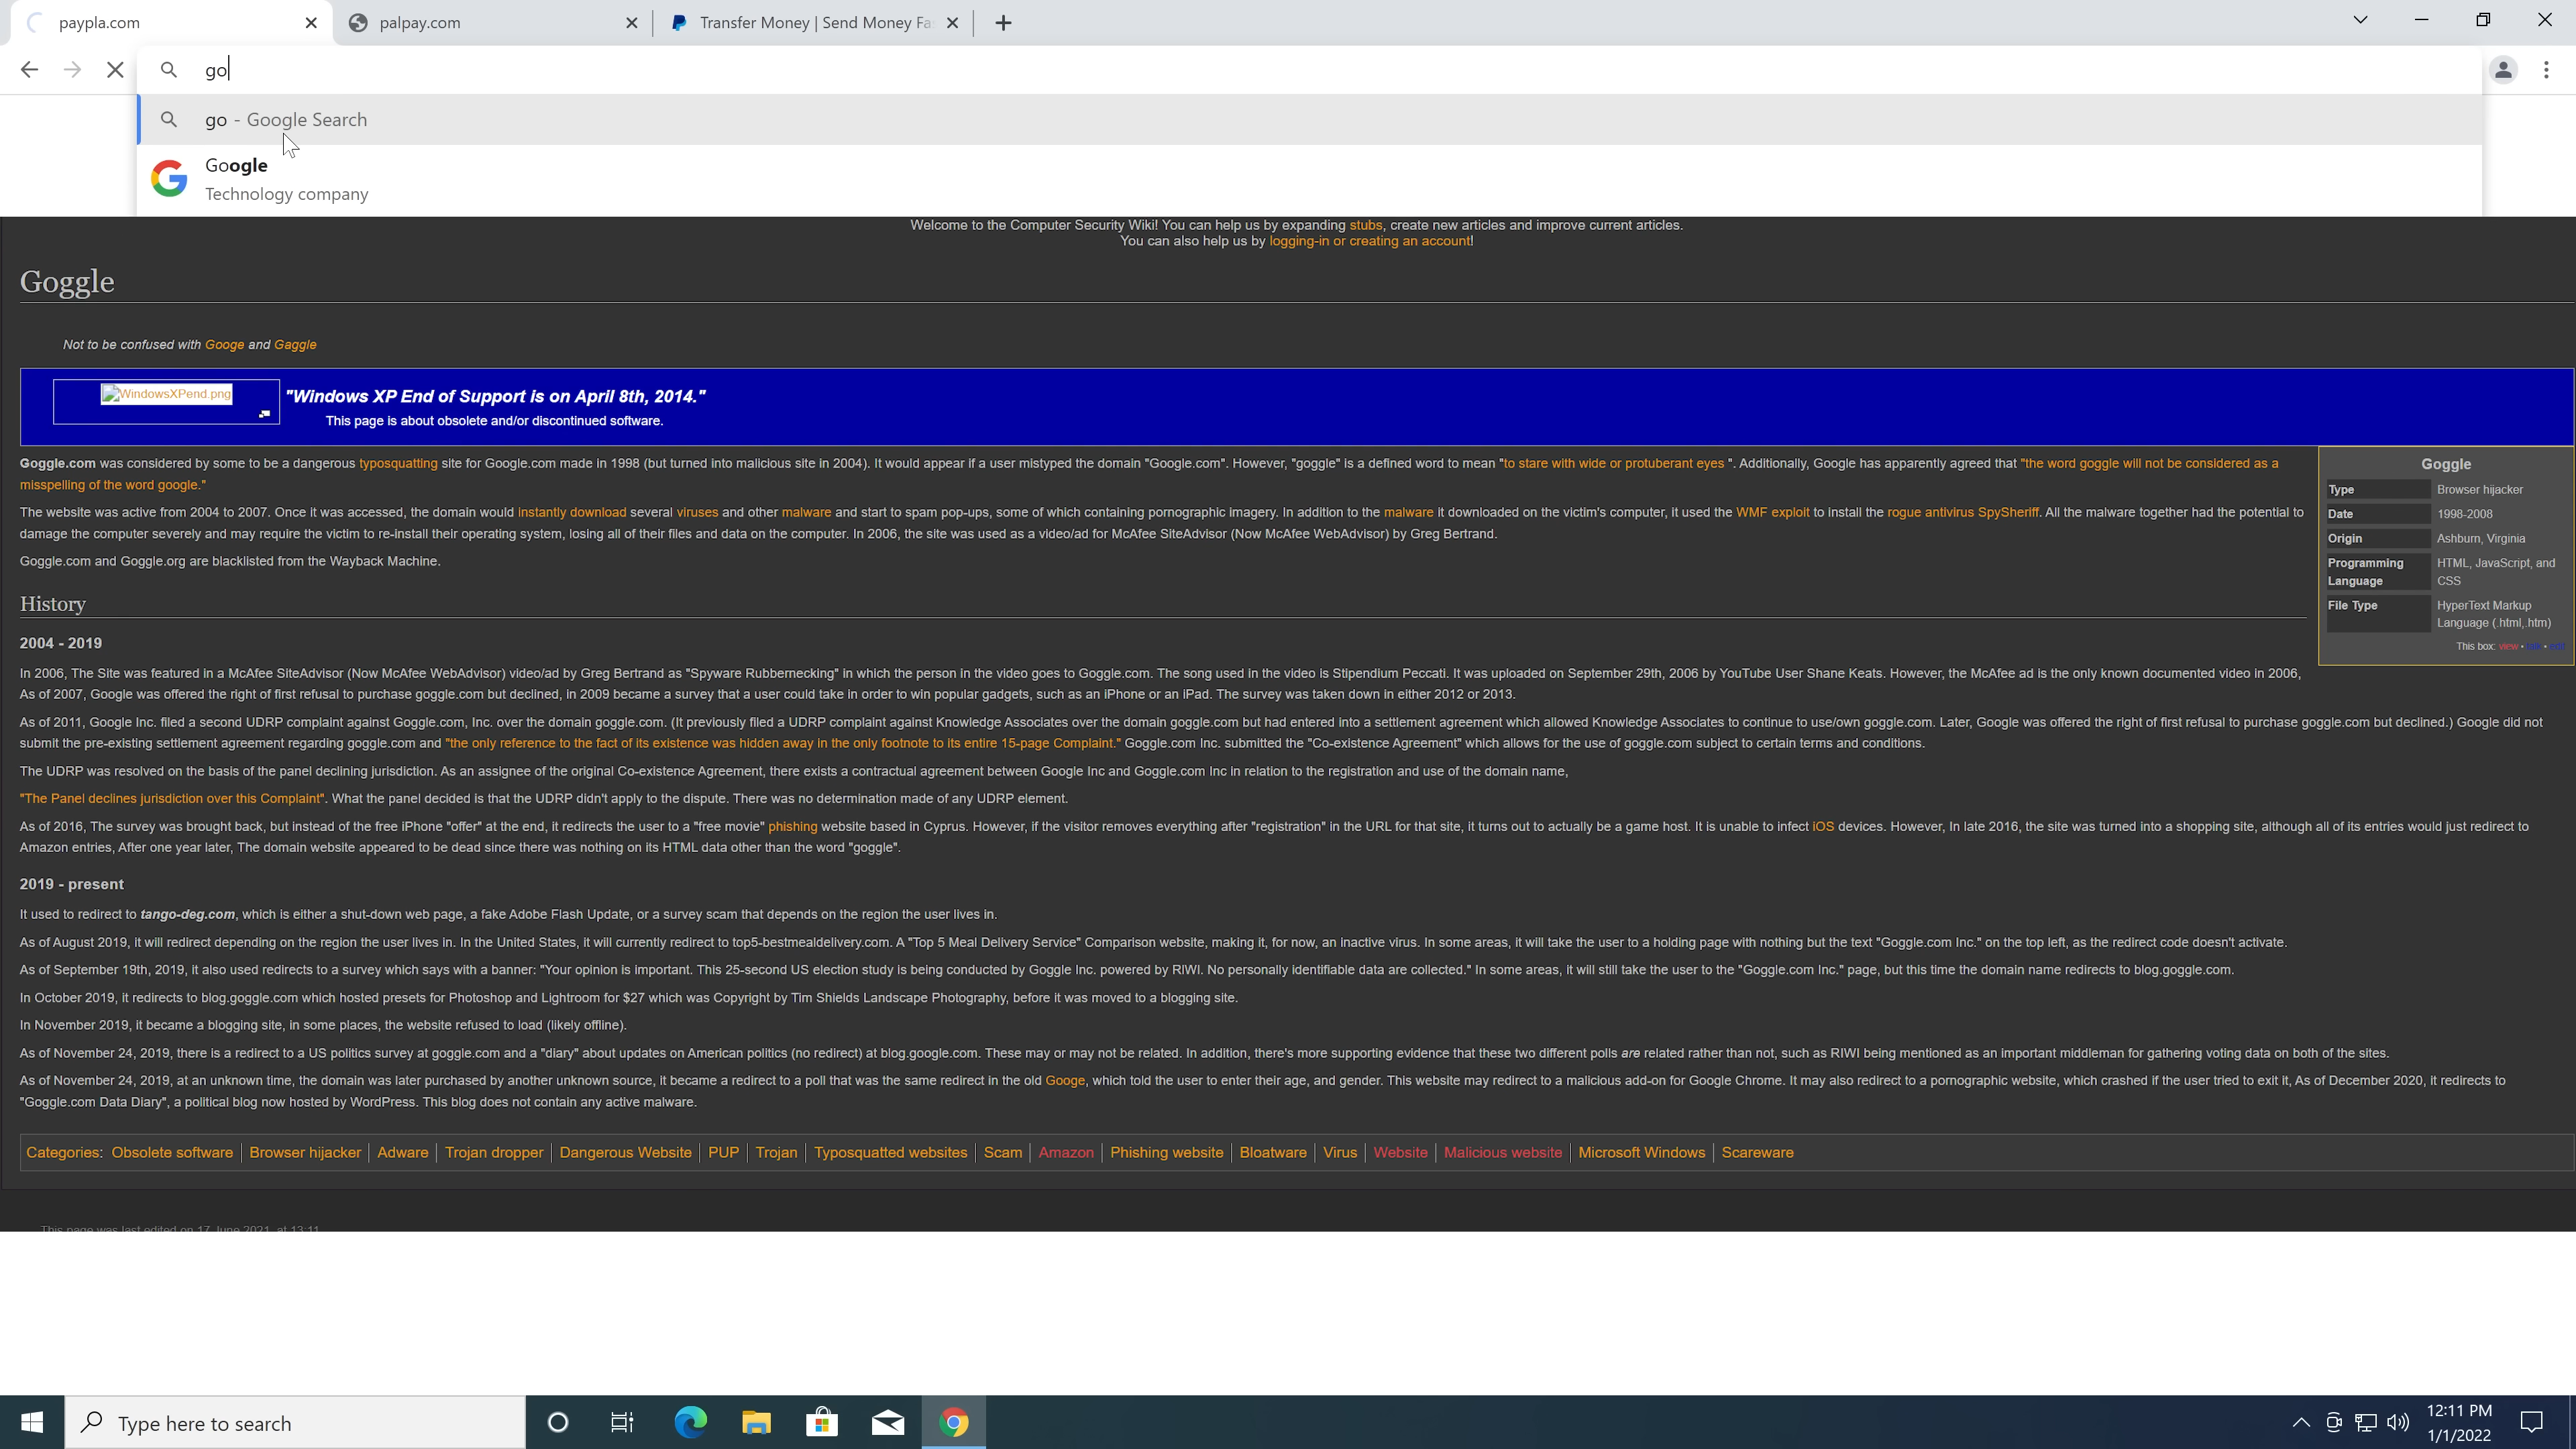 paypla.com
palpay.com
Transfer Money | Send Money Fa
go
go - Google Search
Google
Technology company
Welcome to the Computer Security Wiki! You can help us by expanding stubs, create new articles and improve current articles.
You can also help us by logging-in or creating an account!
Goggle
Not to be confused with Googe and Gaggle
WindowsXPend.png
"Windows XP End of Support is on April 8th, 2014."
This page is about obsolete and/or discontinued software.
Goggle.com was considered by some to be a dangerous typosquatting site for Google.com made in 1998 (but turned into malicious site in 2004). It would appear if a user mistyped the domain "Google.com". However, "goggle" is a defined word to mean "to stare with wide or protuberant eyes ". Additionally, Google has apparently agreed that "the word goggle will not be considered as a
misspelling of the word google."
The website was active from 2004 to 2007. Once it was accessed, the domain would instantly download several viruses and other malware and start to spam pop-ups, some of which containing pornographic imagery. In addition to the malware it downloaded on the victim's computer, it used the WMF exploit to install the rogue antivirus SpySheriff. All the malware together had the potential to
damage the computer severely and may require the victim to re-install their operating system, losing all of their files and data on the computer. In 2006, the site was used as a video/ad for McAfee SiteAdvisor (Now McAfee WebAdvisor) by Greg Bertrand.
Goggle.com and Goggle.org are blacklisted from the Wayback Machine.
Goggle
Type Browser hijacker
Date 1998-2008
Origin Ashburn, Virginia
Programming HTML, JavaScript, and
Language CSS
File Type HyperText Markup
Language (.html,.htm)
This box: view • talk • edit
History
2004 - 2019
In 2006, The Site was featured in a McAfee SiteAdvisor (Now McAfee WebAdvisor) video/ad by Greg Bertrand as "Spyware Rubbernecking" in which the person in the video goes to Goggle.com. The song used in the video is Stipendium Peccati. It was uploaded on September 29th, 2006 by YouTube User Shane Keats. However, the McAfee ad is the only known documented video in 2006,
As of 2007, Google was offered the right of first refusal to purchase goggle.com but declined, in 2009 became a survey that a user could take in order to win popular gadgets, such as an iPhone or an iPad. The survey was taken down in either 2012 or 2013.
As of 2011, Google Inc. filed a second UDRP complaint against Goggle.com, Inc. over the domain goggle.com. (It previously filed a UDRP complaint against Knowledge Associates over the domain goggle.com but had entered into a settlement agreement which allowed Knowledge Associates to continue to use/own goggle.com. Later, Google was offered the right of first refusal to purchase goggle.com but declined.) Google did not
submit the pre-existing settlement agreement regarding goggle.com and "the only reference to the fact of its existence was hidden away in the only footnote to its entire 15-page Complaint." Goggle.com Inc. submitted the "Co-existence Agreement" which allows for the use of goggle.com subject to certain terms and conditions.
The UDRP was resolved on the basis of the panel declining jurisdiction. As an assignee of the original Co-existence Agreement, there exists a contractual agreement between Google Inc and Goggle.com Inc in relation to the registration and use of the domain name,
"The Panel declines jurisdiction over this Complaint". What the panel decided is that the UDRP didn't apply to the dispute. There was no determination made of any UDRP element.
As of 2016, The survey was brought back, but instead of the free iPhone "offer" at the end, it redirects the user to a "free movie" phishing website based in Cyprus. However, if the visitor removes everything after "registration" in the URL for that site, it turns out to actually be a game host. It is unable to infect iOS devices. However, In late 2016, the site was turned into a shopping site, although all of its entries would just redirect to
Amazon entries, After one year later, The domain website appeared to be dead since there was nothing on its HTML data other than the word "goggle".
2019 - present
It used to redirect to tango-deg.com, which is either a shut-down web page, a fake Adobe Flash Update, or a survey scam that depends on the region the user lives in.
As of August 2019, it will redirect depending on the region the user lives in. In the United States, it will currently redirect to top5-bestmealdelivery.com. A "Top 5 Meal Delivery Service" Comparison website, making it, for now, an inactive virus. In some areas, it will take the user to a holding page with nothing but the text "Goggle.com Inc." on the top left, as the redirect code doesn't activate.
As of September 19th, 2019, it also used redirects to a survey which says with a banner: "Your opinion is important. This 25-second US election study is being conducted by Goggle Inc. powered by RIWI. No personally identifiable data are collected." In some areas, it will still take the user to the "Goggle.com Inc." page, but this time the domain name redirects to blog.goggle.com.
In October 2019, it redirects to blog.goggle.com which hosted presets for Photoshop and Lightroom for $27 which was Copyright by Tim Shields Landscape Photography, before it was moved to a blogging site.
In November 2019, it became a blogging site, in some places, the website refused to load (likely offline).
As of November 24, 2019, there is a redirect to a US politics survey at goggle.com and a "diary" about updates on American politics (no redirect) at blog.google.com. These may or may not be related. In addition, there's more supporting evidence that these two different polls are related rather than not, such as RIWI being mentioned as an important middleman for gathering voting data on both of the sites.
As of November 24, 2019, at an unknown time, the domain was later purchased by another unknown source, it became a redirect to a poll that was the same redirect in the old Googe, which told the user to enter their age, and gender. This website may redirect to a malicious add-on for Google Chrome. It may also redirect to a pornographic website, which crashed if the user tried to exit it, As of December 2020, it redirects to
"Goggle.com Data Diary", a political blog now hosted by WordPress. This blog does not contain any active malware.
Categories: Obsolete software Browser hijacker Adware Trojan dropper Dangerous Website PUP Trojan Typosquatted websites Scam Amazon Phishing website Bloatware Virus Website Malicious website Microsoft Windows Scareware
This page was last edited on 17 June 2021, at 13:11
Type here to search
12:11 PM
1/1/2022